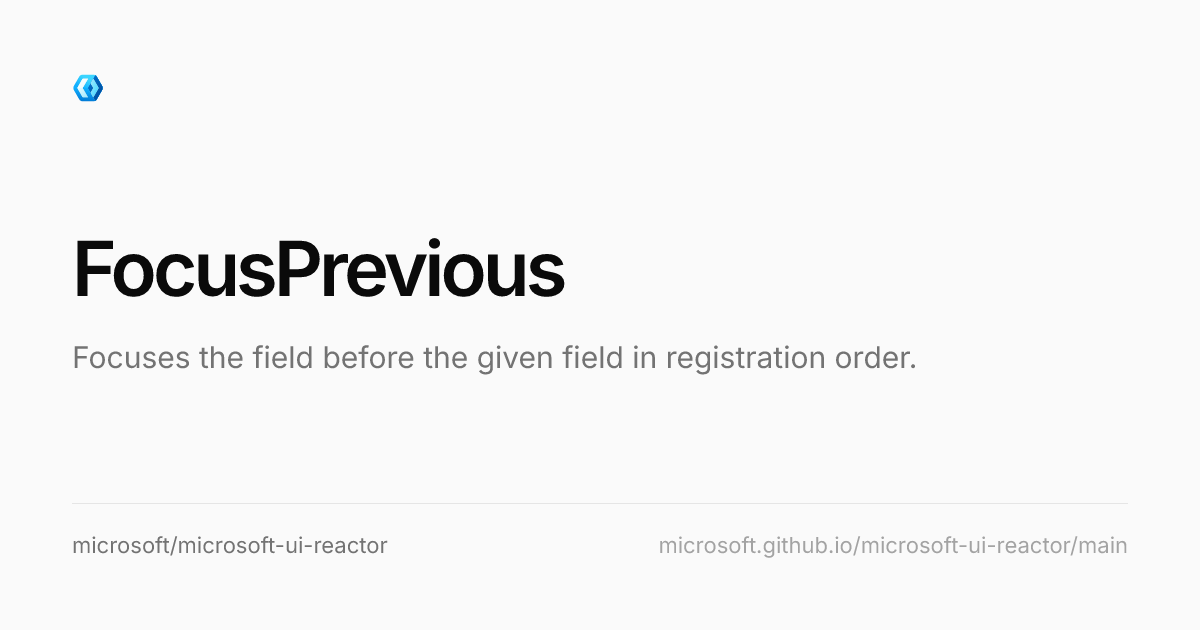 FocusPrevious
Focuses the field before the given field in registration order.
microsoft/microsoft-ui-reactor
microsoft.github.io/microsoft-ui-reactor/main